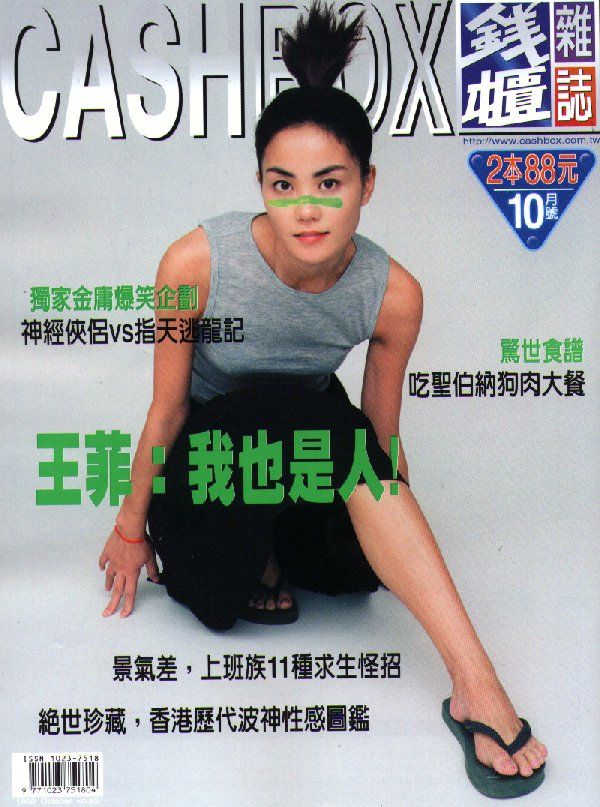 CASHBOX
錢櫃
雜誌
http://www.cashbox.com.tw
2本88元
10月號
獨家金庸爆笑企劃
神經俠侶vs指天逃龍記
驚世食譜
吃聖伯納狗肉大餐
王菲：我也是人!
景氣差，上班族11種求生怪招
絕世珍藏，香港歷代波神性感圖鑑
ISSN 1023-7518
9 771023 751804